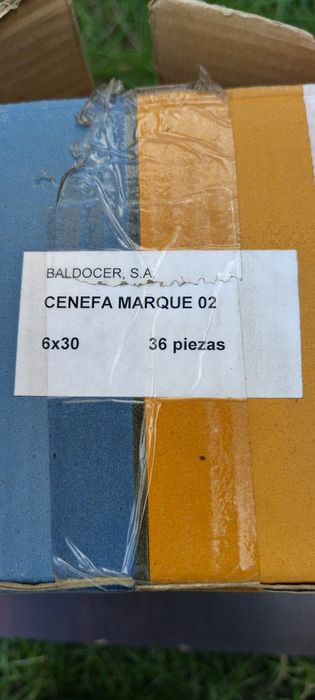 BALDOCER, S.A.
CENEFA MARQUE 02
6x30 36 piezas